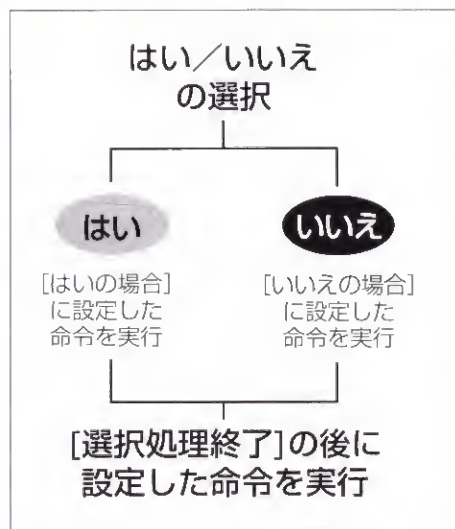 はい／いいえ
の選択
はい
いいえ
[はいの場合]
に設定した
命令を実行
[いいえの場合]
に設定した
命令を実行
[選択処理終了]の後に
設定した命令を実行